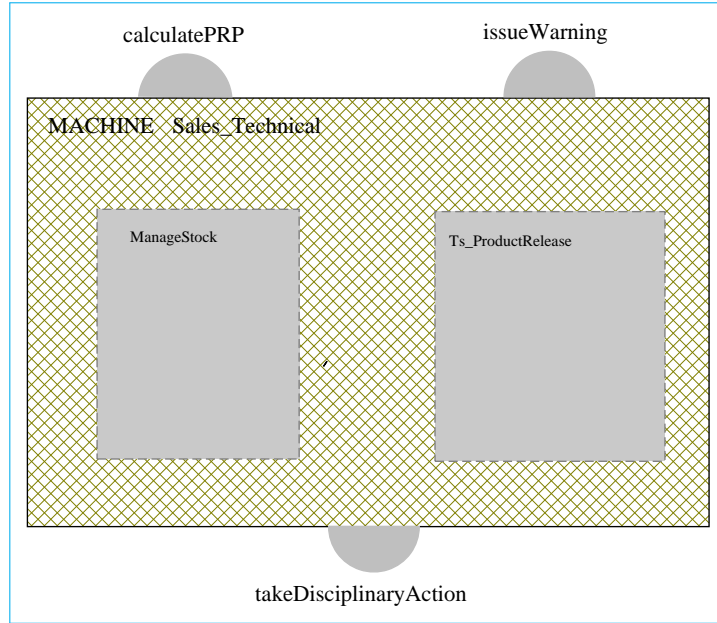 calculatePRP
issueWarning
MACHINE Sales_Technical
ManageStock
Ts_ProductRelease
takeDisciplinaryAction